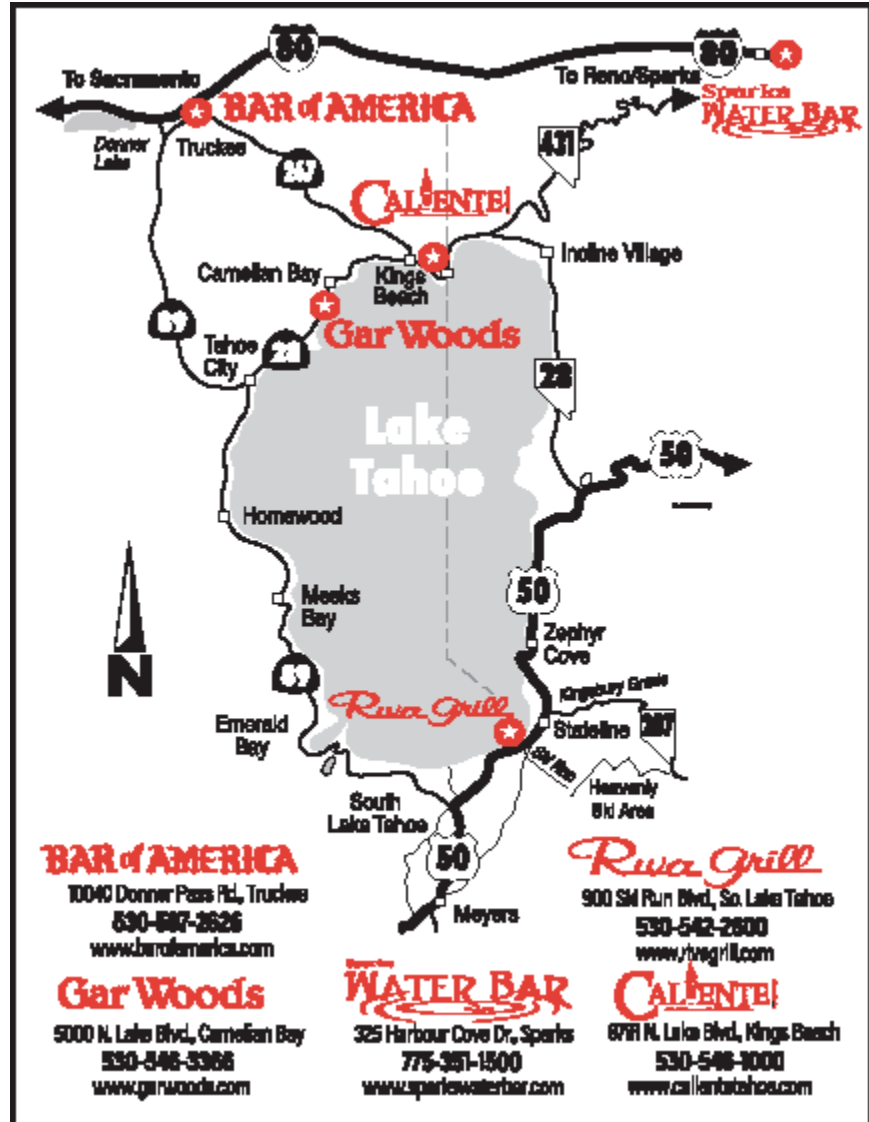 80
80
To Sacramento
To Reno/Sparks
Sparks
WATER BAR
BAR of AMERICA
Donner
Lake
Truckee
267
431
CALIENTE!
Incline Village
Carnelian Bay
Kings
Beach
Gar Woods
89
28
Tahoe
City
28
Lake
Tahoe
50
Homewood
50
Meeks
Bay
Zephyr
Cove
N
89
Kingsbury Grade
Riva Grill
Emerald
Bay
Stateline
207
Ski Run
Heavenly
Ski Area
South
Lake Tahoe
50
Meyers
BAR of AMERICA
10040 Donner Pass Rd., Truckee
530-587-2626
www.barofamerica.com
Riva Grill
900 Ski Run Blvd., So. Lake Tahoe
530-542-2600
www.rivagrill.com
Gar Woods
5000 N. Lake Blvd., Carnelian Bay
530-546-3366
www.garwoods.com
Sparks
WATER BAR
325 Harbour Cove Dr., Sparks
775-351-1500
www.sparkswaterbar.com
CALIENTE!
8791 N. Lake Blvd., Kings Beach
530-546-1000
www.calientetahoe.com